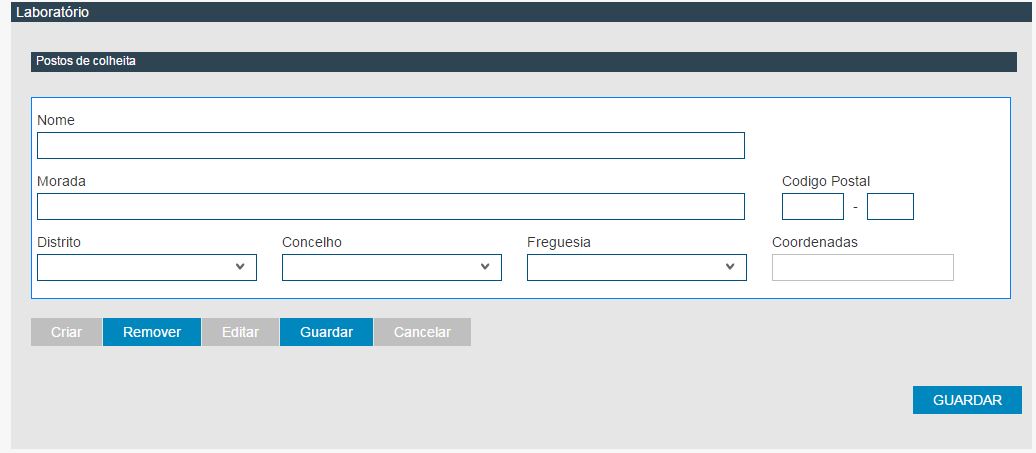 Laboratório
Postos de colheita
Nome
Morada Codigo Postal
-
Distrito Concelho Freguesia Coordenadas
Criar Remover Editar Guardar Cancelar
GUARDAR